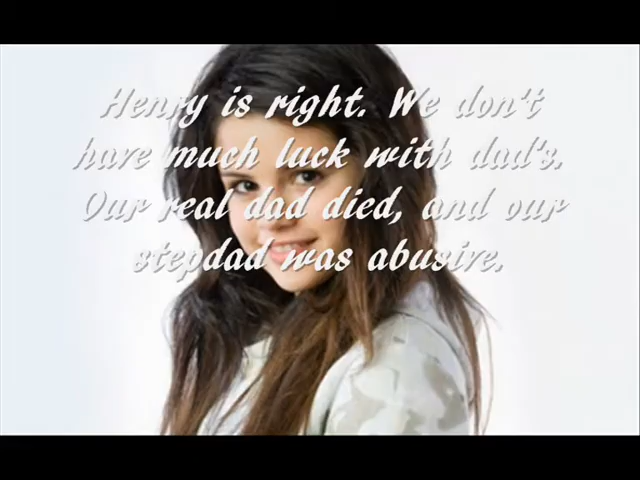 Henry is right. We don't
have much luck with dad's.
Our real dad died, and our
stepdad was abusive.